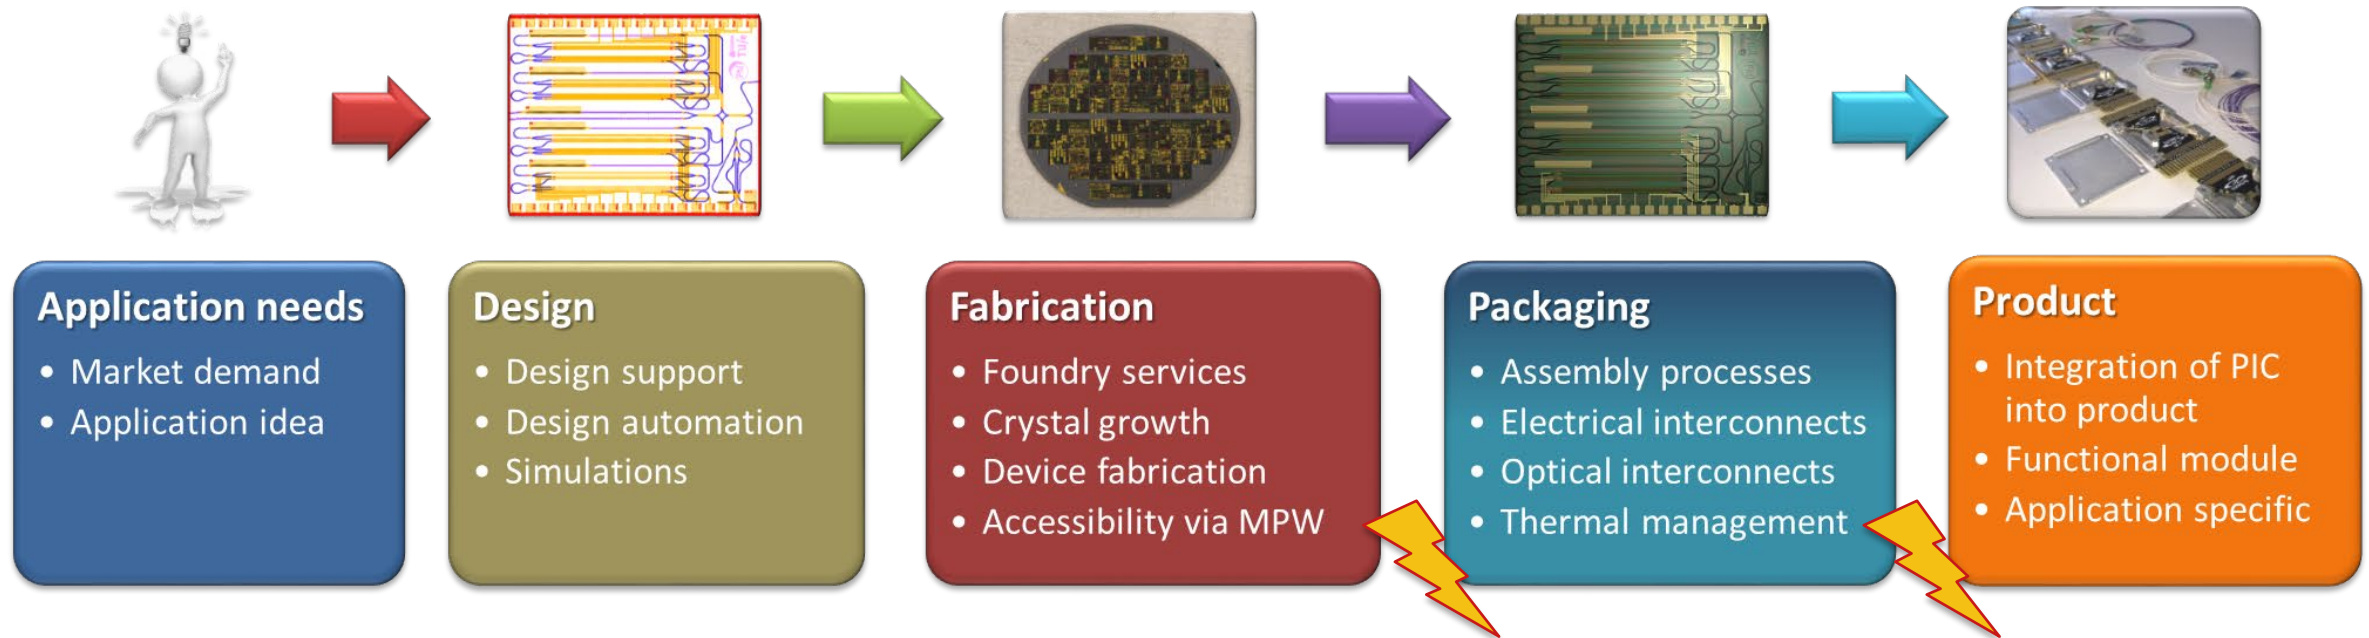 Application needs
• Market demand
• Application idea
Design
• Design support
• Design automation
• Simulations
Fabrication
• Foundry services
• Crystal growth
• Device fabrication
• Accessibility via MPW
Packaging
• Assembly processes
• Electrical interconnects
• Optical interconnects
• Thermal management
Product
• Integration of PIC
into product
• Functional module
• Application specific